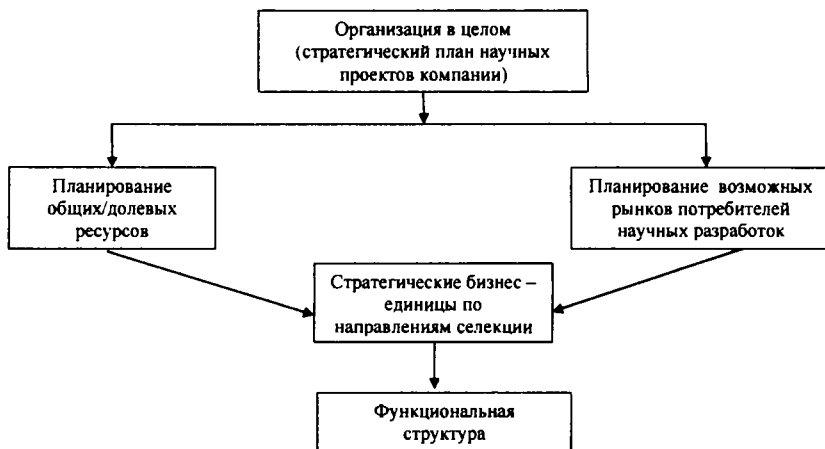 Организация в целом
(стратегический план научных
проектов компании)
Планирование
общих/долевых
ресурсов
Планирование возможных
рынков потребителей
научных разработок
Стратегические бизнес –
единицы по
направлениям селекции
Функциональная
структура